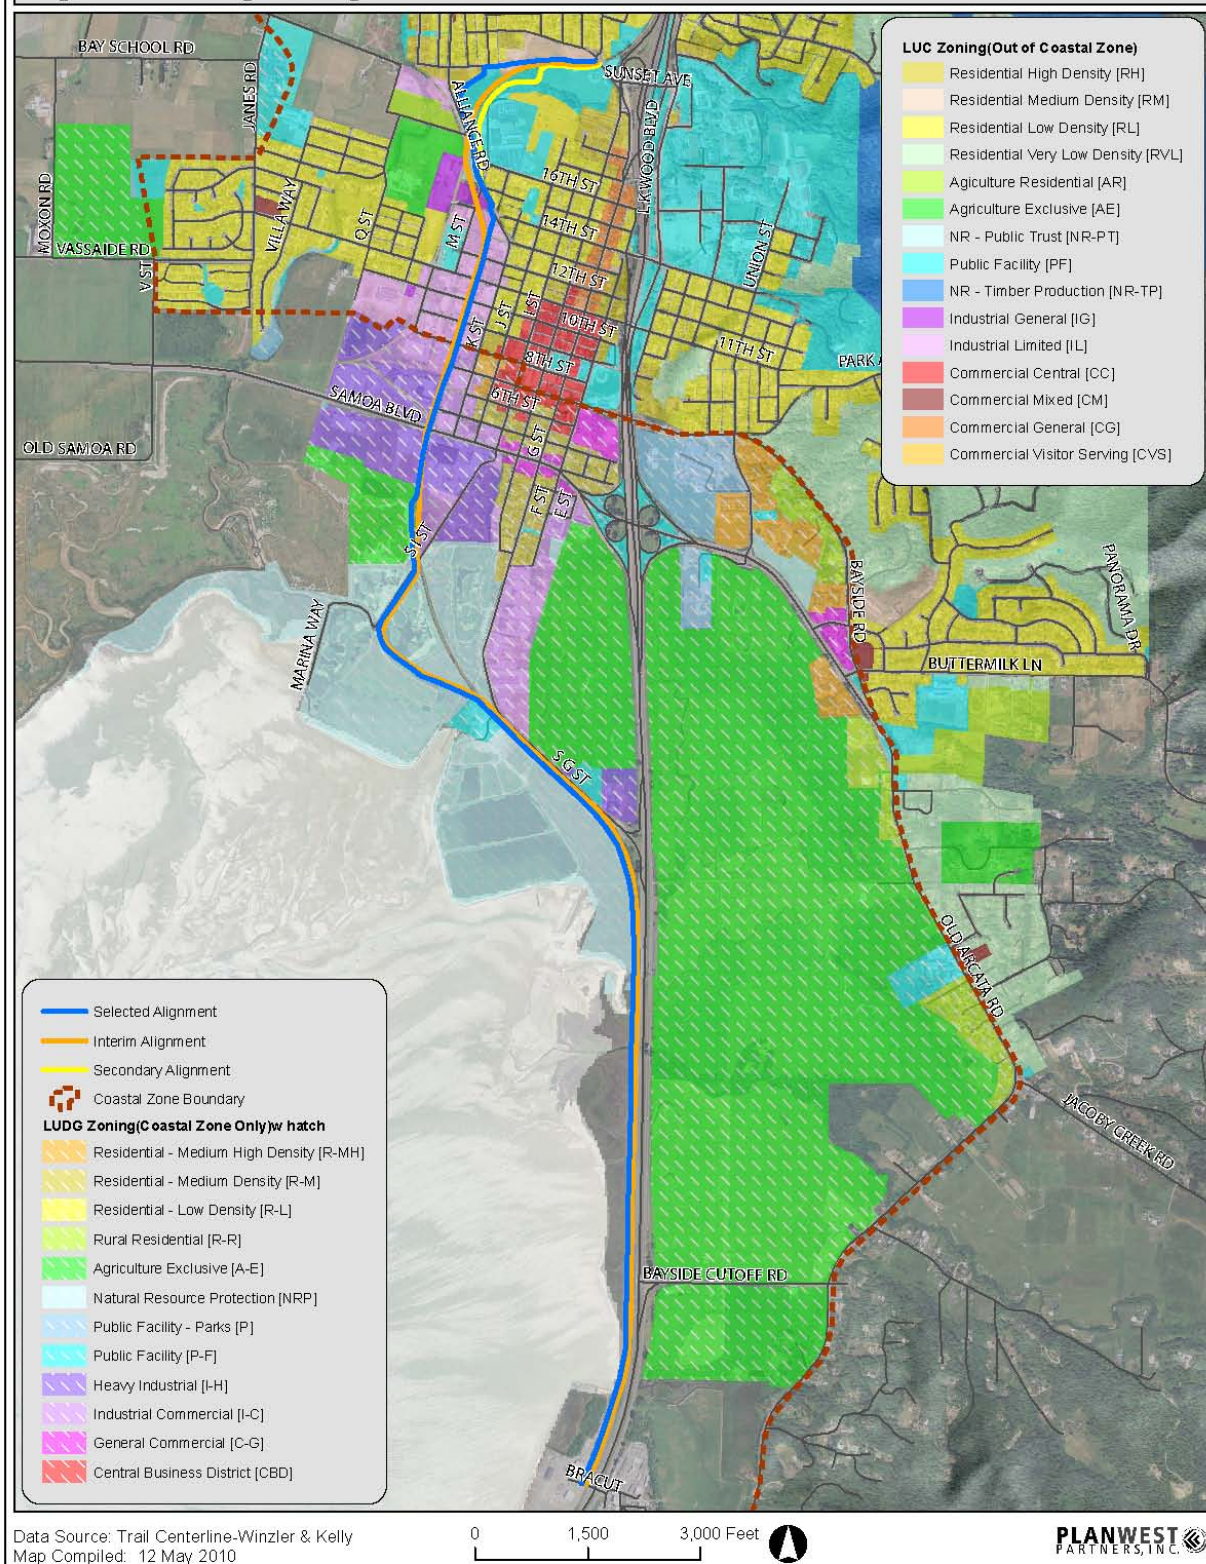 BAY SCHOOL RD
JANES RD
ALLIANCE RD
SUNSET AVE
L K WOOD BLVD
MOXON RD
16TH ST
14TH ST
VILLA WAY
Q ST
M ST
UNION ST
VASSAIDE RD
V ST
12TH ST
I ST
J ST
K ST
10TH ST
11TH ST
8TH ST
PARK A
SAMOA BLVD
6TH ST
OLD SAMOA RD
G ST
F ST
E ST
S I ST
BAYSIDE RD
PANORAMA DR
MARINA WAY
BUTTERMILK LN
S G ST
OLD ARCATA RD
JACOBY CREEK RD
BAYSIDE CUTOFF RD
BRACUT
LUC Zoning(Out of Coastal Zone)
Residential High Density [RH]
Residential Medium Density [RM]
Residential Low Density [RL]
Residential Very Low Density [RVL]
Agiculture Residential [AR]
Agriculture Exclusive [AE]
NR - Public Trust [NR-PT]
Public Facility [PF]
NR - Timber Production [NR-TP]
Industrial General [IG]
Industrial Limited [IL]
Commercial Central [CC]
Commercial Mixed [CM]
Commercial General [CG]
Commercial Visitor Serving [CVS]
Selected Alignment
Interim Alignment
Secondary Alignment
Coastal Zone Boundary
LUDG Zoning(Coastal Zone Only)w hatch
Residential - Medium High Density [R-MH]
Residential - Medium Density [R-M]
Residential - Low Density [R-L]
Rural Residential [R-R]
Agriculture Exclusive [A-E]
Natural Resource Protection [NRP]
Public Facility - Parks [P]
Public Facility [P-F]
Heavy Industrial [I-H]
Industrial Commercial [I-C]
General Commercial [C-G]
Central Business District [CBD]
Data Source: Trail Centerline-Winzler & Kelly
Map Compiled: 12 May 2010
0 1,500 3,000 Feet
PLANWEST
PARTNERS, INC.